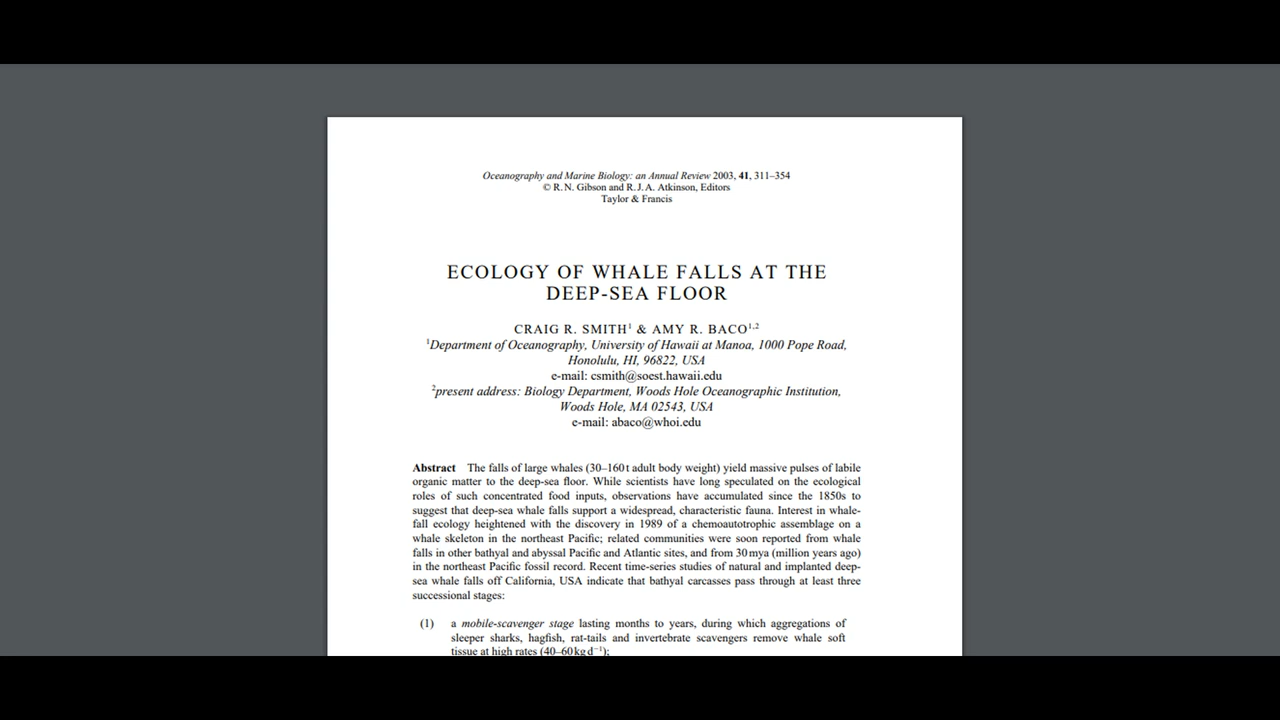 Oceanography and Marine Biology: an Annual Review 2003, 41, 311–354
© R. N. Gibson and R. J. A. Atkinson, Editors
Taylor & Francis
ECOLOGY OF WHALE FALLS AT THE
DEEP-SEA FLOOR
CRAIG R. SMITH¹ & AMY R. BACO¹,²
¹Department of Oceanography, University of Hawaii at Manoa, 1000 Pope Road,
Honolulu, HI, 96822, USA
e-mail: csmith@soest.hawaii.edu
²present address: Biology Department, Woods Hole Oceanographic Institution,
Woods Hole, MA 02543, USA
e-mail: abaco@whoi.edu
Abstract The falls of large whales (30–160 t adult body weight) yield massive pulses of labile
organic matter to the deep-sea floor. While scientists have long speculated on the ecological
roles of such concentrated food inputs, observations have accumulated since the 1850s to
suggest that deep-sea whale falls support a widespread, characteristic fauna. Interest in whale-
fall ecology heightened with the discovery in 1989 of a chemoautotrophic assemblage on a
whale skeleton in the northeast Pacific; related communities were soon reported from whale
falls in other bathyal and abyssal Pacific and Atlantic sites, and from 30 mya (million years ago)
in the northeast Pacific fossil record. Recent time-series studies of natural and implanted deep-
sea whale falls off California, USA indicate that bathyal carcasses pass through at least three
successional stages:
(1) a mobile-scavenger stage lasting months to years, during which aggregations of
sleeper sharks, hagfish, rat-tails and invertebrate scavengers remove whale soft
tissue at high rates (40–60 kg d⁻¹);